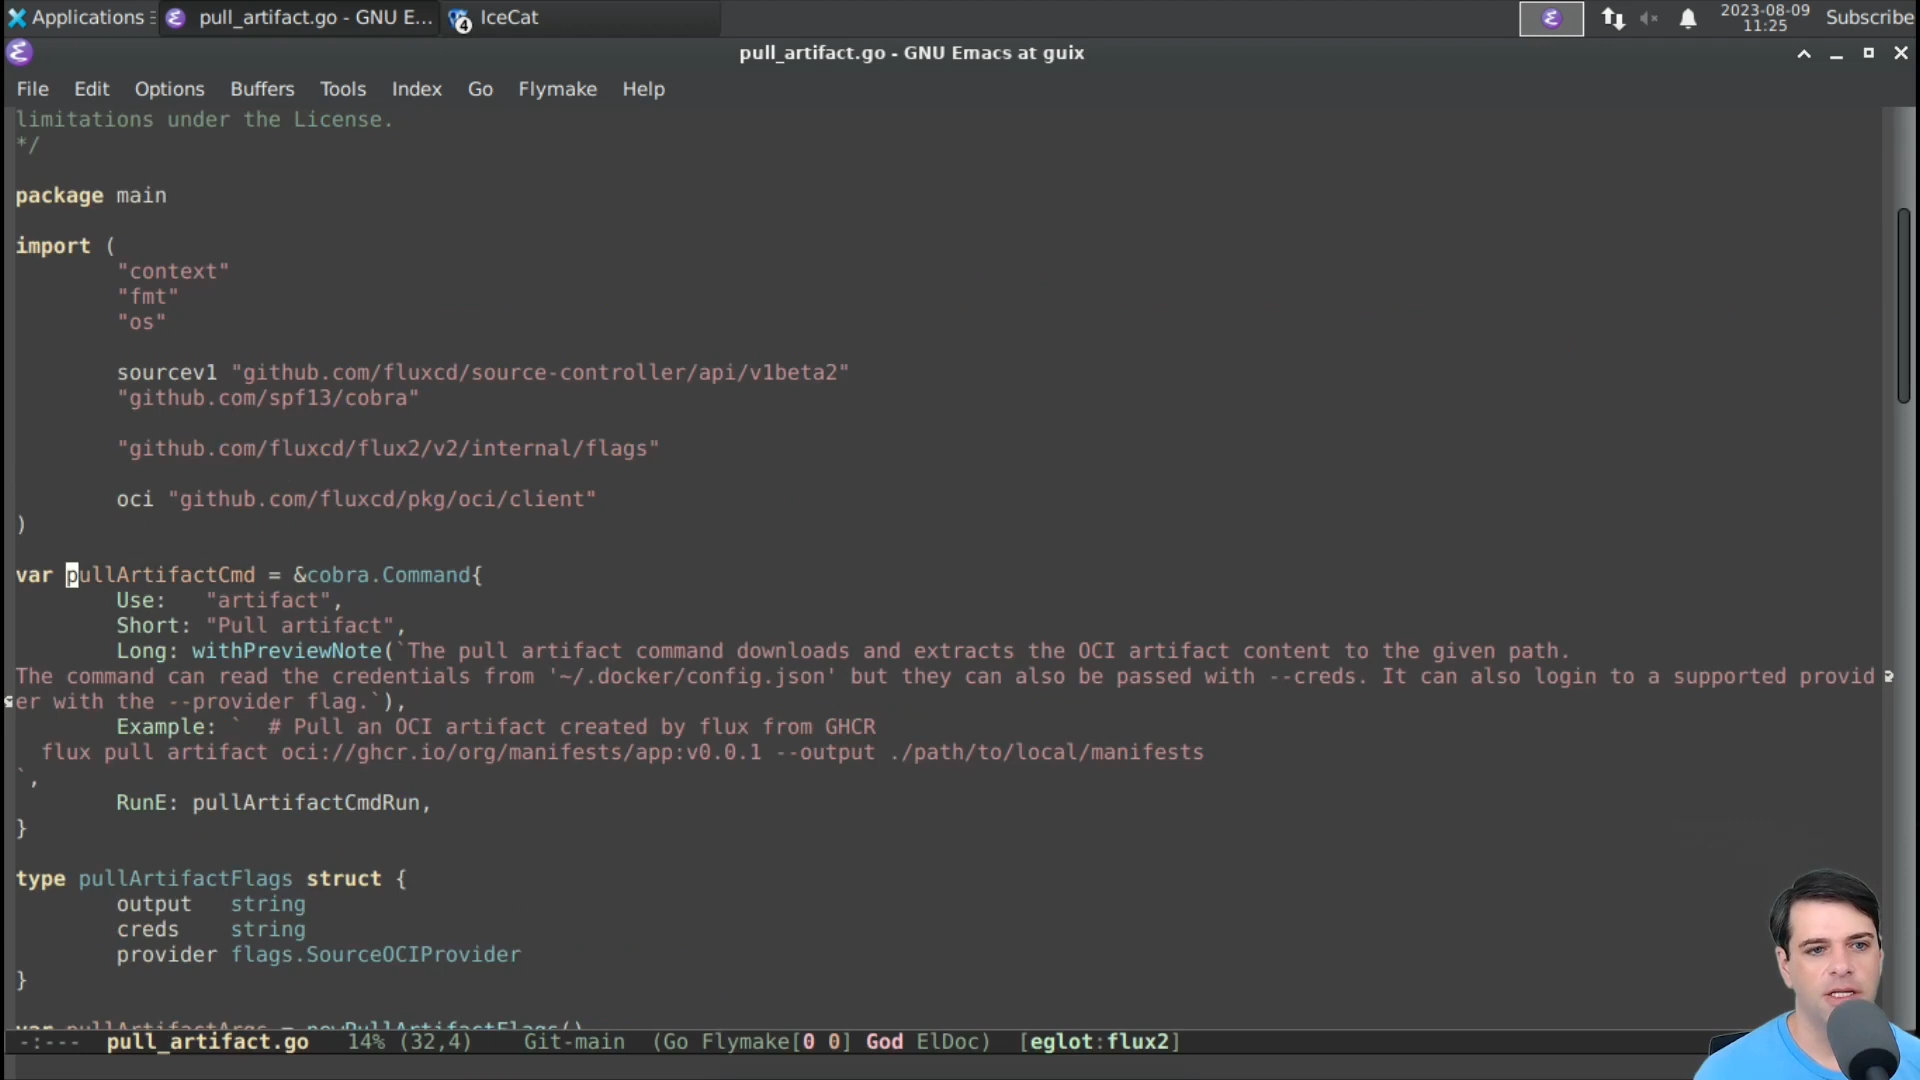 Applications pull_artifact.go - GNU E... 4 IceCat 2023-08-09 Subscribe
11:25
pull_artifact.go - GNU Emacs at guix
File Edit Options Buffers Tools Index Go Flymake Help
limitations under the License.
*/
package main
import (
"context"
"fmt"
"os"
sourcev1 "github.com/fluxcd/source-controller/api/v1beta2"
"github.com/spf13/cobra"
"github.com/fluxcd/flux2/v2/internal/flags"
oci "github.com/fluxcd/pkg/oci/client"
)
var pullArtifactCmd = &cobra.Command{
Use:   "artifact",
Short: "Pull artifact",
Long: withPreviewNote(`The pull artifact command downloads and extracts the OCI artifact content to the given path.
The command can read the credentials from '~/.docker/config.json' but they can also be passed with --creds. It can also login to a supported provid
er with the --provider flag.`),
Example: `  # Pull an OCI artifact created by flux from GHCR
flux pull artifact oci://ghcr.io/org/manifests/app:v0.0.1 --output ./path/to/local/manifests
`,
RunE: pullArtifactCmdRun,
}
type pullArtifactFlags struct {
output   string
creds    string
provider flags.SourceOCIProvider
}
var pullArtifactArgs = newPullArtifactFlags()
-:---  pull_artifact.go   14% (32,4)    Git-main  (Go Flymake[0 0] God ElDoc)  [eglot:flux2]